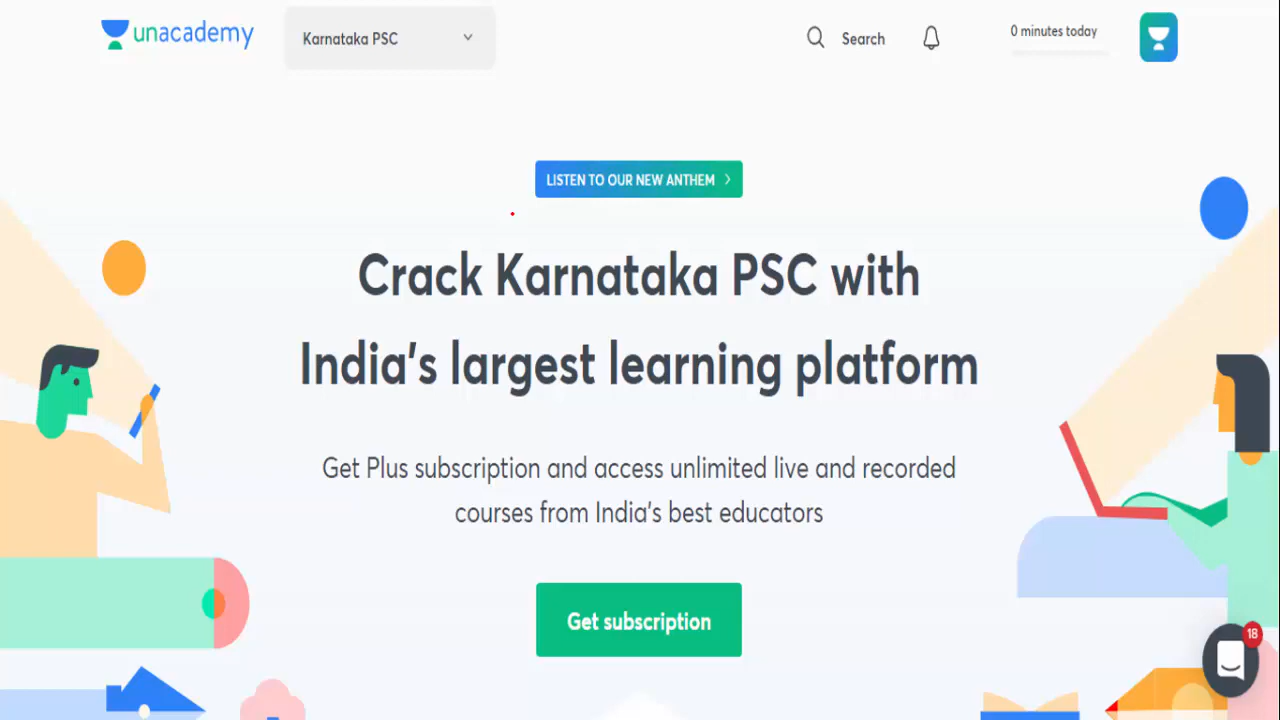 unacademy
Karnataka PSC
Search
0 minutes today
LISTEN TO OUR NEW ANTHEM
Crack Karnataka PSC with
India's largest learning platform
Get Plus subscription and access unlimited live and recorded
courses from India's best educators
Get subscription
18